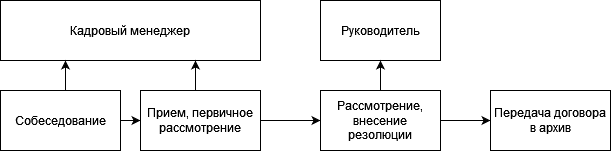 Кадровый менеджер
Руководитель
Собеседование
Прием, первичное
рассмотрение
Рассмотрение,
внесение
резолюции
Передача договора
в архив